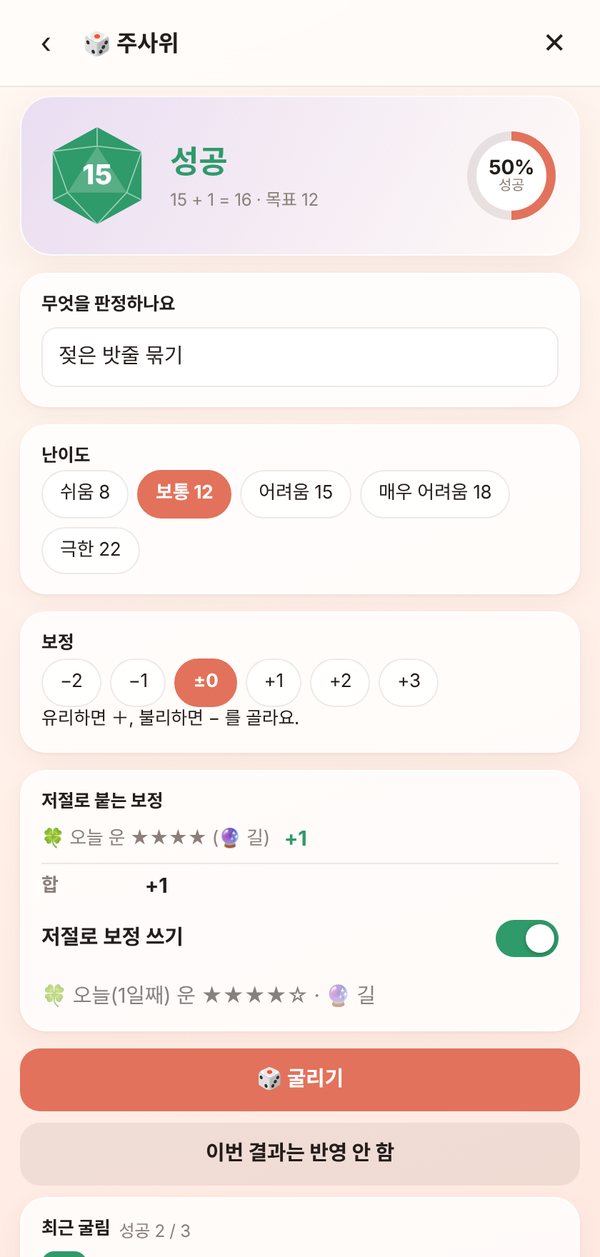 주사위
15
성공
15 + 1 = 16 · 목표 12
50%
성공
무엇을 판정하나요
젖은 밧줄 묶기
난이도
쉬움 8 보통 12 어려움 15 매우 어려움 18
극한 22
보정
−2 −1 ±0 +1 +2 +3
유리하면 +, 불리하면 − 를 골라요.
저절로 붙는 보정
🍀 오늘 운 ★★★★ (🔮 길) +1
합 +1
저절로 보정 쓰기
🍀 오늘(1일째) 운 ★★★★☆ · 🔮 길
🎲 굴리기
이번 결과는 반영 안 함
최근 굴림 성공 2 / 3